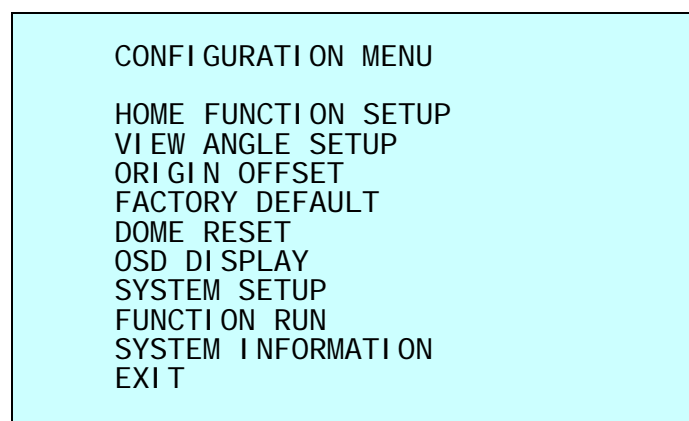 CONFIGURATION MENU
HOME FUNCTION SETUP
VIEW ANGLE SETUP
ORIGIN OFFSET
FACTORY DEFAULT
DOME RESET
OSD DISPLAY
SYSTEM SETUP
FUNCTION RUN
SYSTEM INFORMATION
EXIT